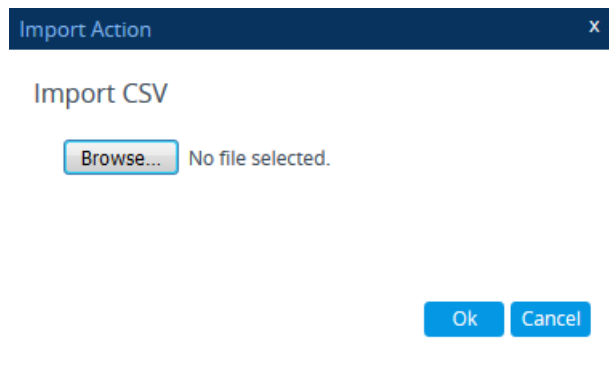 Import Action x
Import CSV
Browse... No file selected.
Ok Cancel